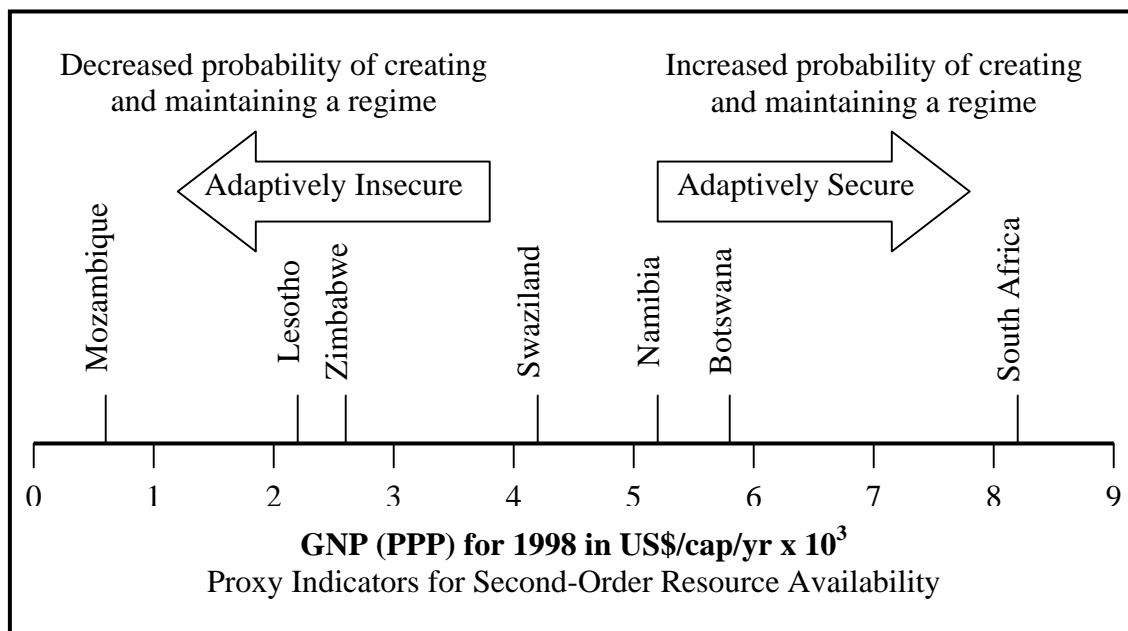 Decreased probability of creating
and maintaining a regime
Increased probability of creating
and maintaining a regime
Adaptively Insecure
Adaptively Secure
Mozambique
Lesotho
Zimbabwe
Swaziland
Namibia
Botswana
South Africa
0 1 2 3 4 5 6 7 8 9
GNP (PPP) for 1998 in US$/cap/yr x 10³
Proxy Indicators for Second-Order Resource Availability